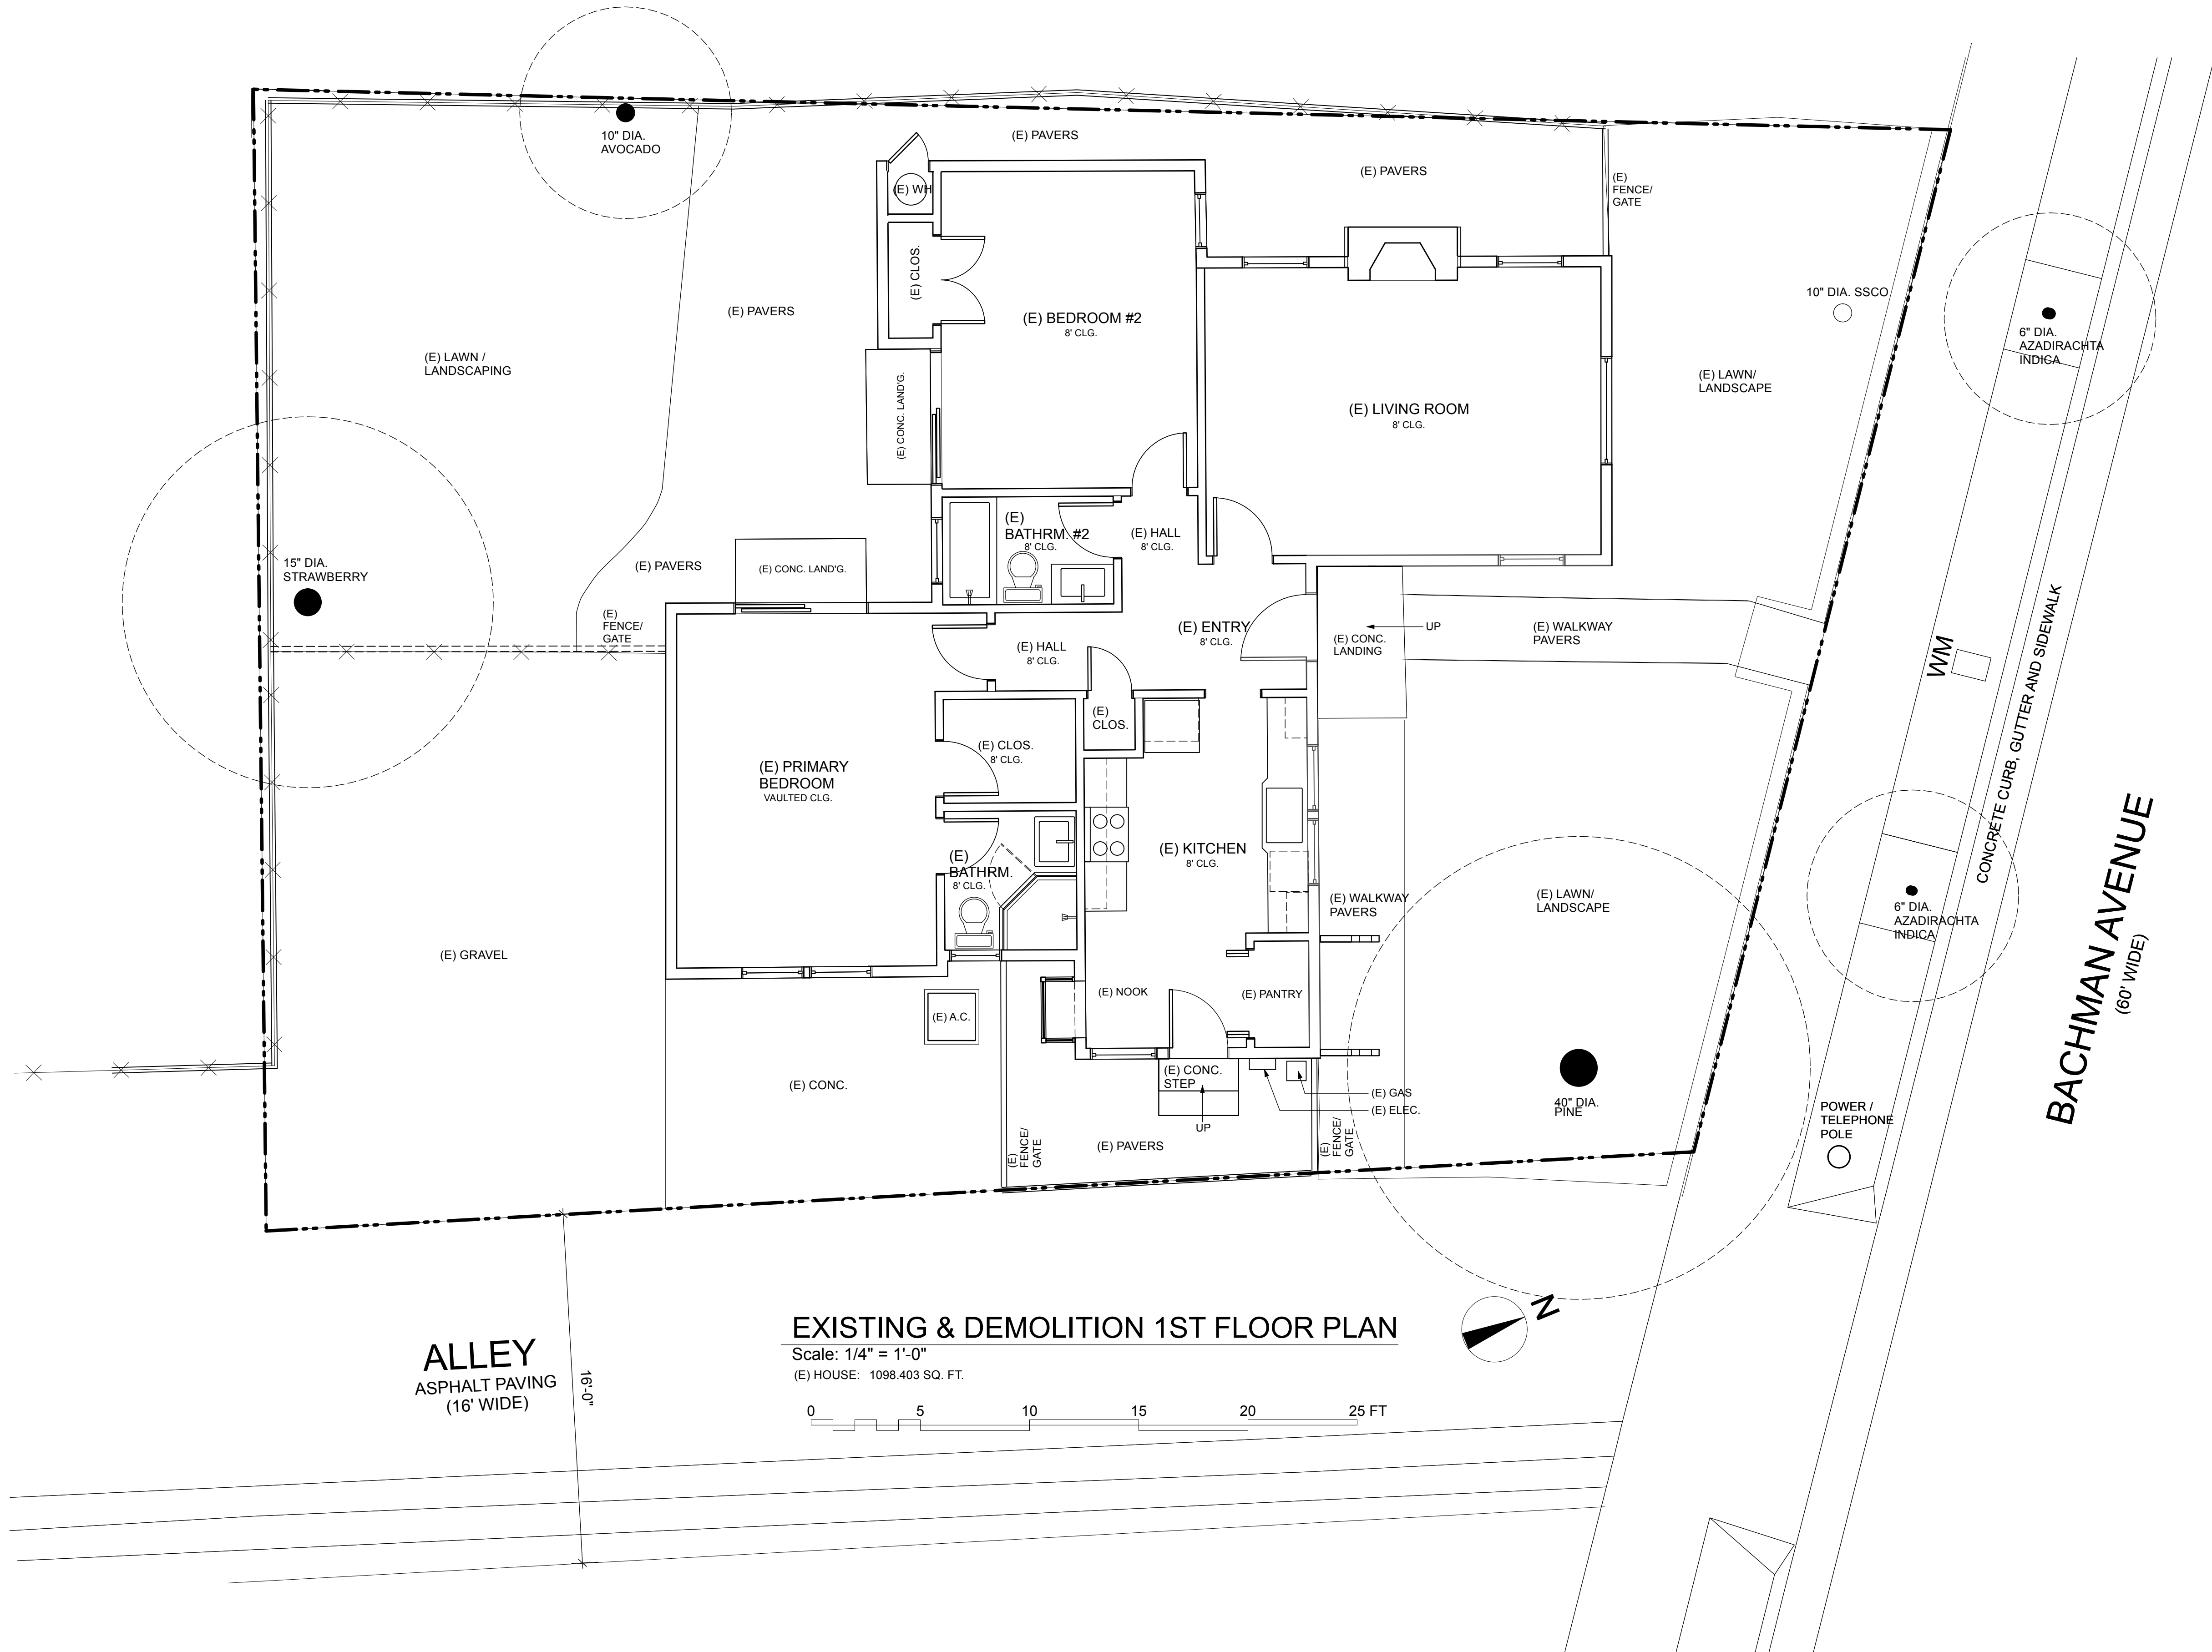 10" DIA.
AVOCADO
(E) PAVERS
(E) PAVERS
(E)
FENCE/
GATE
(E) WH
(E) CLOS.
(E) BEDROOM #2
8' CLG.
10" DIA. SSCO
6" DIA.
AZADIRACHTA
INDICA
(E) PAVERS
(E) LAWN /
LANDSCAPING
(E) CONC. LAND'G.
(E) LIVING ROOM
8' CLG.
(E) LAWN/
LANDSCAPE
(E)
BATHRM. #2
8' CLG.
(E) HALL
8' CLG.
15" DIA.
STRAWBERRY
(E) PAVERS
(E) CONC. LAND'G.
(E)
FENCE/
GATE
(E) HALL
8' CLG.
(E) ENTRY
8' CLG.
(E) CONC.
LANDING
UP
(E) WALKWAY
PAVERS
WM
CONCRETE CURB, GUTTER AND SIDEWALK
(E)
CLOS.
(E) CLOS.
8' CLG.
(E) PRIMARY
BEDROOM
VAULTED CLG.
(E)
BATHRM.
8' CLG.
(E) KITCHEN
8' CLG.
(E) WALKWAY
PAVERS
(E) LAWN/
LANDSCAPE
6" DIA.
AZADIRACHTA
INDICA
BACHMAN AVENUE
(60' WIDE)
(E) GRAVEL
(E) A.C.
(E) NOOK
(E) PANTRY
(E) CONC.
(E) CONC.
STEP
UP
(E) GAS
(E) ELEC.
40" DIA.
PINE
POWER /
TELEPHONE
POLE
(E)
FENCE/
GATE
(E) PAVERS
(E)
FENCE/
GATE
ALLEY
ASPHALT PAVING
(16' WIDE)
16'-0"
EXISTING & DEMOLITION 1ST FLOOR PLAN
Scale: 1/4" = 1'-0"
(E) HOUSE: 1098.403 SQ. FT.
0 5 10 15 20 25 FT
N